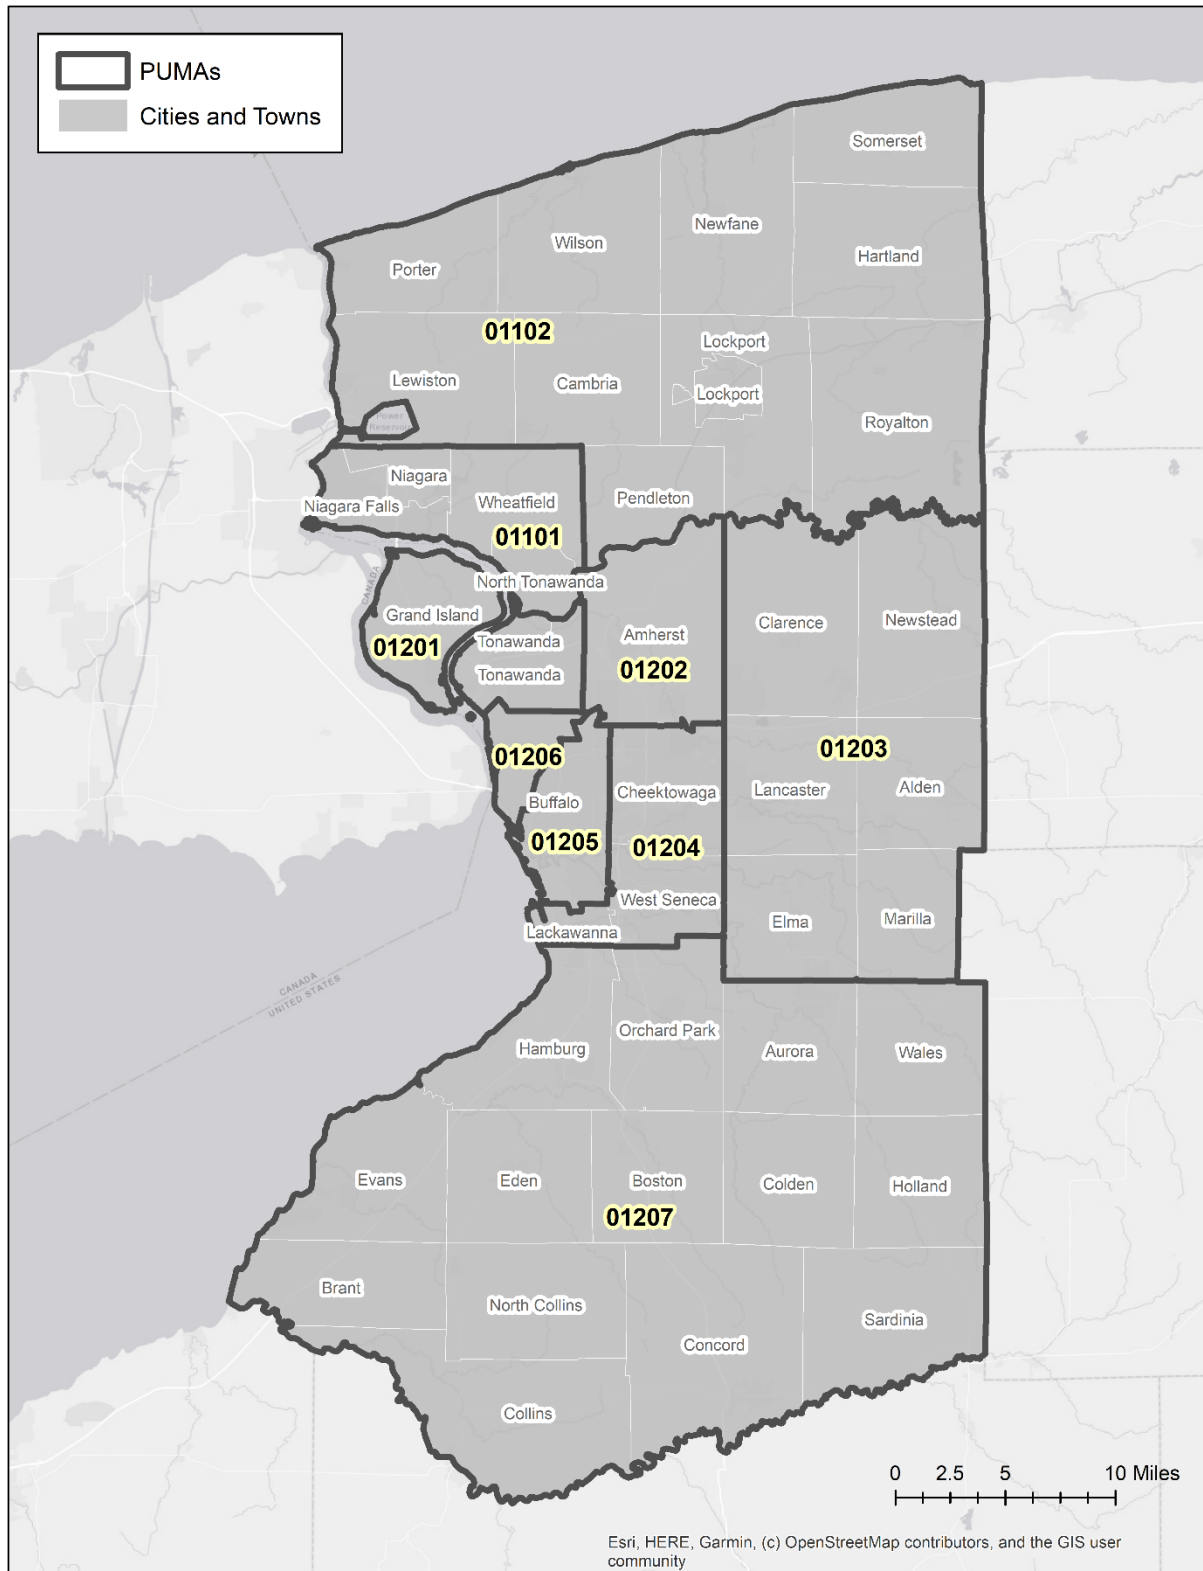 PUMAs
Cities and Towns
Somerset
Newfane
Wilson
Hartland
Porter
01102
Lockport
Lewiston
Cambria
Lockport
Power
Reservoir
Royalton
Niagara
Pendleton
Wheatfield
Niagara Falls
01101
CANADA
North Tonawanda
Grand Island
Clarence
Newstead
Tonawanda
Amherst
01201
Tonawanda
01202
01206
01203
Buffalo
Cheektowaga
Lancaster
Alden
01205
01204
West Seneca
Elma
Marilla
Lackawanna
CANADA
UNITED STATES
Orchard Park
Hamburg
Aurora
Wales
Evans
Eden
Boston
Colden
Holland
01207
Brant
North Collins
Sardinia
Concord
Collins
0 2.5 5 10 Miles
Esri, HERE, Garmin, (c) OpenStreetMap contributors, and the GIS user
community